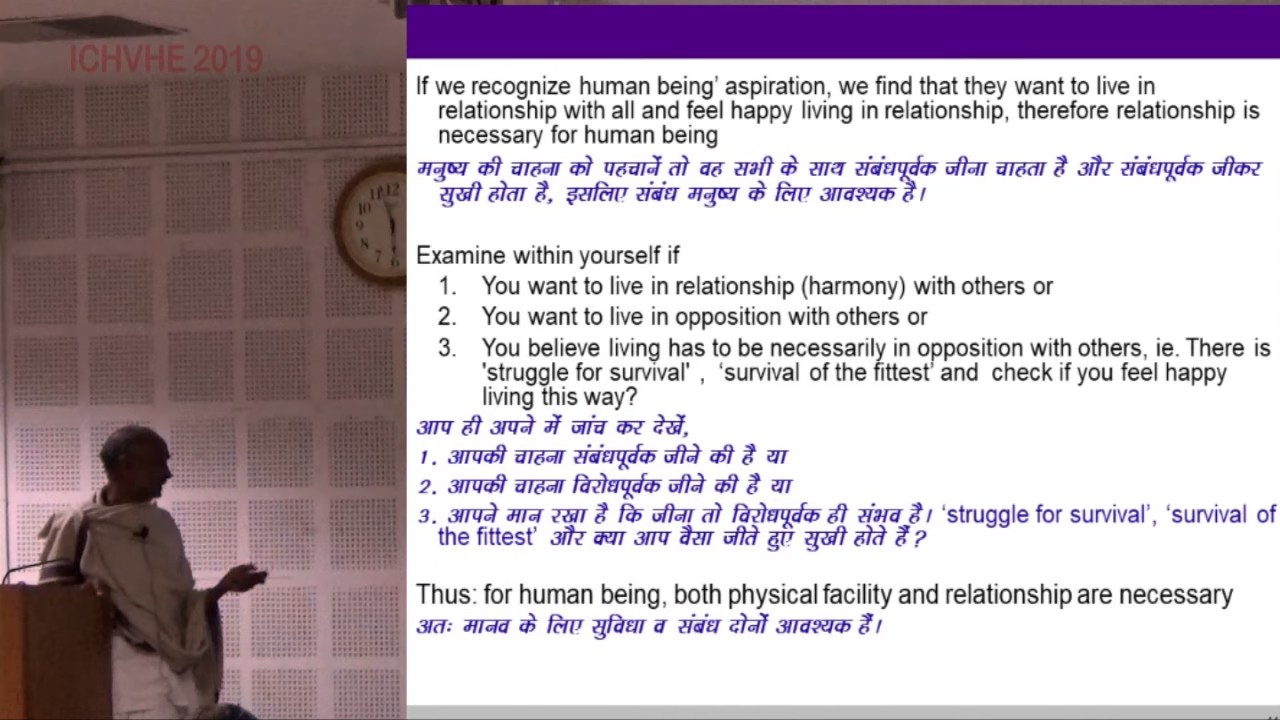 ICHVHE 2019
11 12
10
9
8
7 6
If we recognize human being’ aspiration, we find that they want to live in
relationship with all and feel happy living in relationship, therefore relationship is
necessary for human being
मनुष्य की चाहना को पहचानें तो वह सभी के साथ संबंधपूर्वक जीना चाहता है और संबंधपूर्वक जीकर
सुखी होता है, इसलिए संबंध मनुष्य के लिए आवश्यक है।
Examine within yourself if
1. You want to live in relationship (harmony) with others or
2. You want to live in opposition with others or
3. You believe living has to be necessarily in opposition with others, ie. There is
'struggle for survival' , ‘survival of the fittest’ and check if you feel happy
living this way?
आप ही अपने में जांच कर देखें,
1. आपकी चाहना संबंधपूर्वक जीने की है या
2. आपकी चाहना विरोधपूर्वक जीने की है या
3. आपने मान रखा है कि जीना तो विरोधपूर्वक ही संभव है। ‘struggle for survival’, ‘survival of
the fittest’ और क्या आप वैसा जीते हुए सुखी होते हैं?
Thus: for human being, both physical facility and relationship are necessary
अतः मानव के लिए सुविधा व संबंध दोनों आवश्यक हैं।